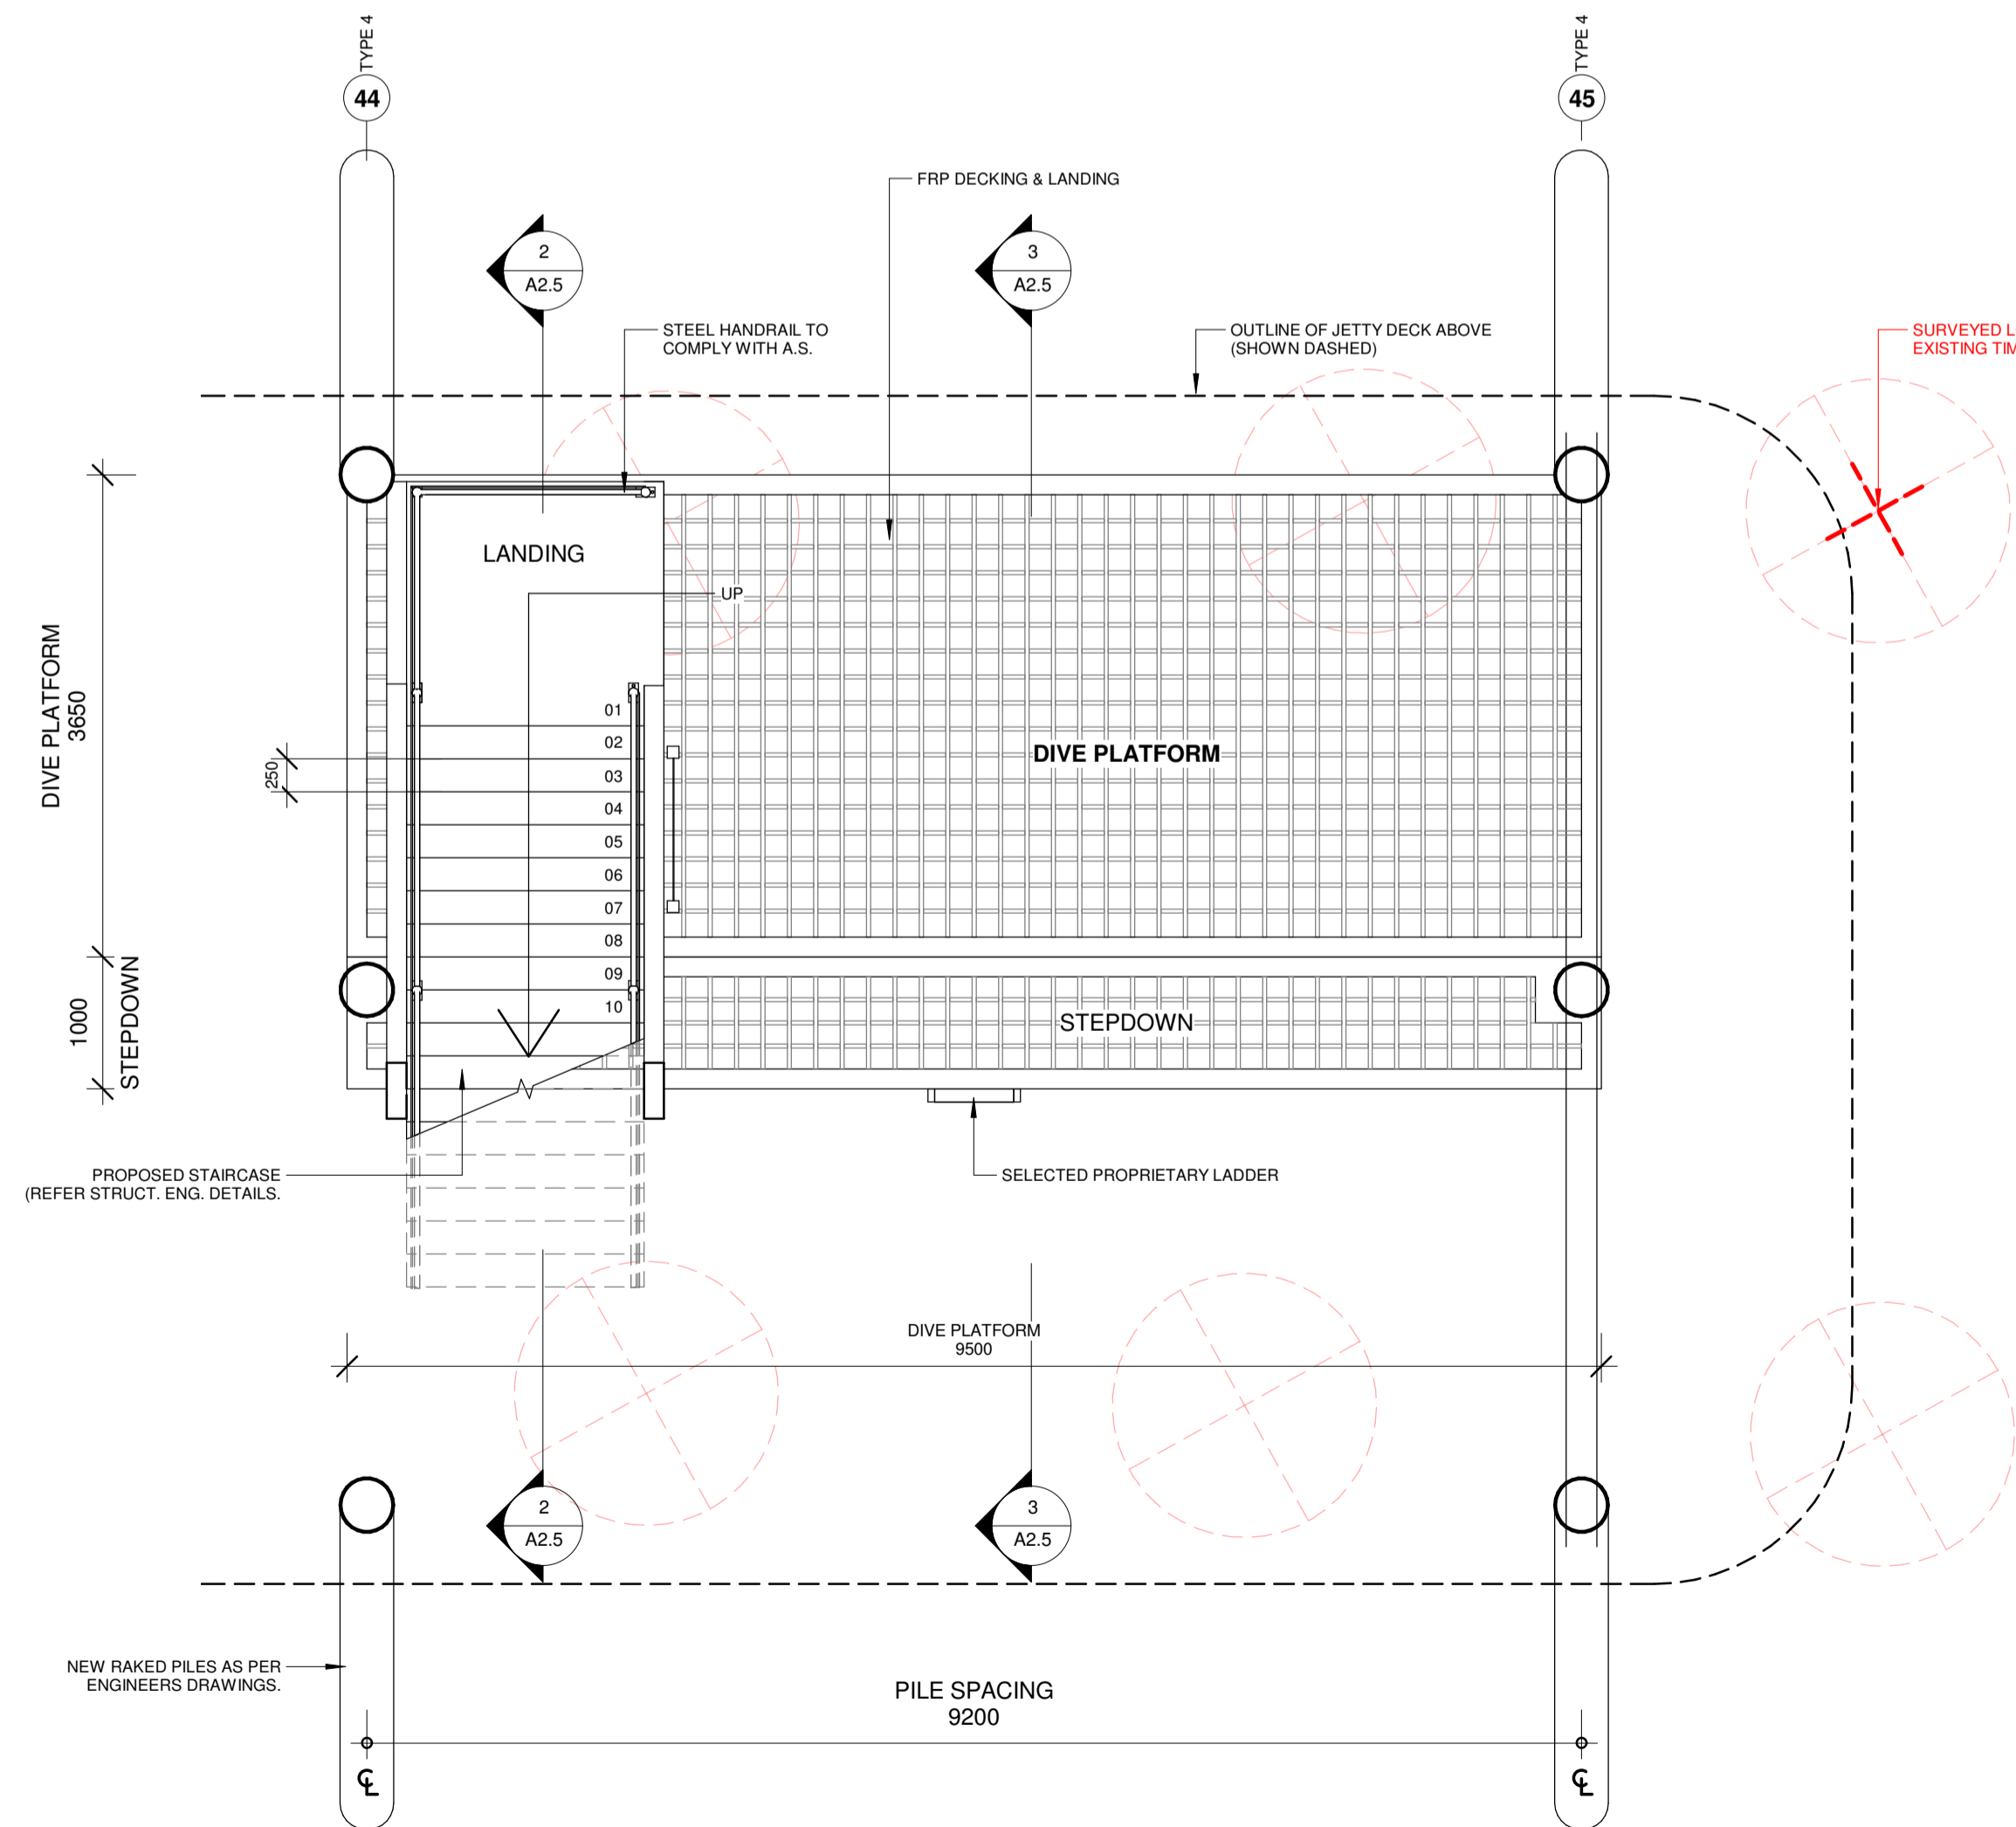 TYPE 4
TYPE 4
44
45
FRP DECKING & LANDING
2
A2.5
3
A2.5
STEEL HANDRAIL TO
COMPLY WITH A.S.
OUTLINE OF JETTY DECK ABOVE
(SHOWN DASHED)
SURVEYED L
EXISTING TIM
LANDING
UP
DIVE PLATFORM
3650
01
02
03
04
05
06
07
08
09
10
250
DIVE PLATFORM
1000
STEPDOWN
STEPDOWN
PROPOSED STAIRCASE
(REFER STRUCT. ENG. DETAILS.
SELECTED PROPRIETARY LADDER
DIVE PLATFORM
9500
2
A2.5
3
A2.5
NEW RAKED PILES AS PER
ENGINEERS DRAWINGS.
PILE SPACING
9200
℄
℄